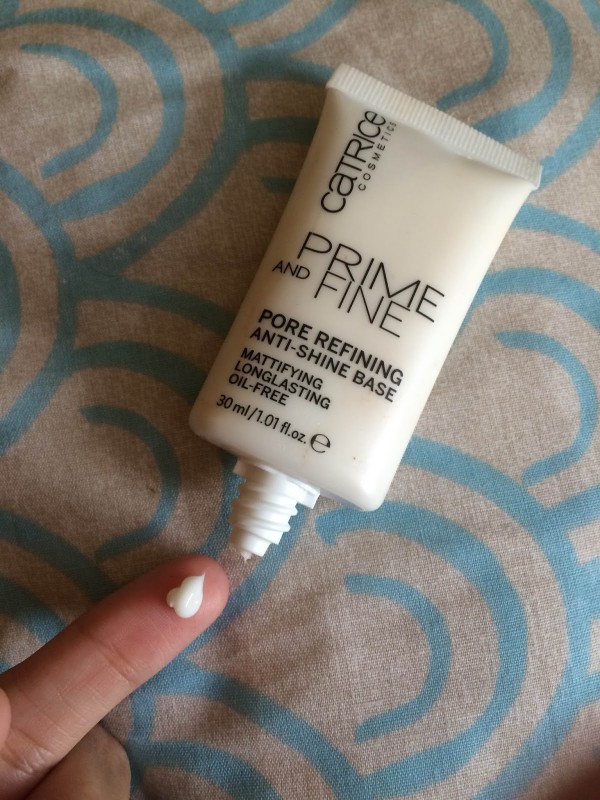 CATRICE
COSMETICS
PRIME
AND FINE
PORE REFINING
ANTI-SHINE BASE
MATTIFYING
LONGLASTING
OIL-FREE
30 ml/1.01 fl.oz. ℮